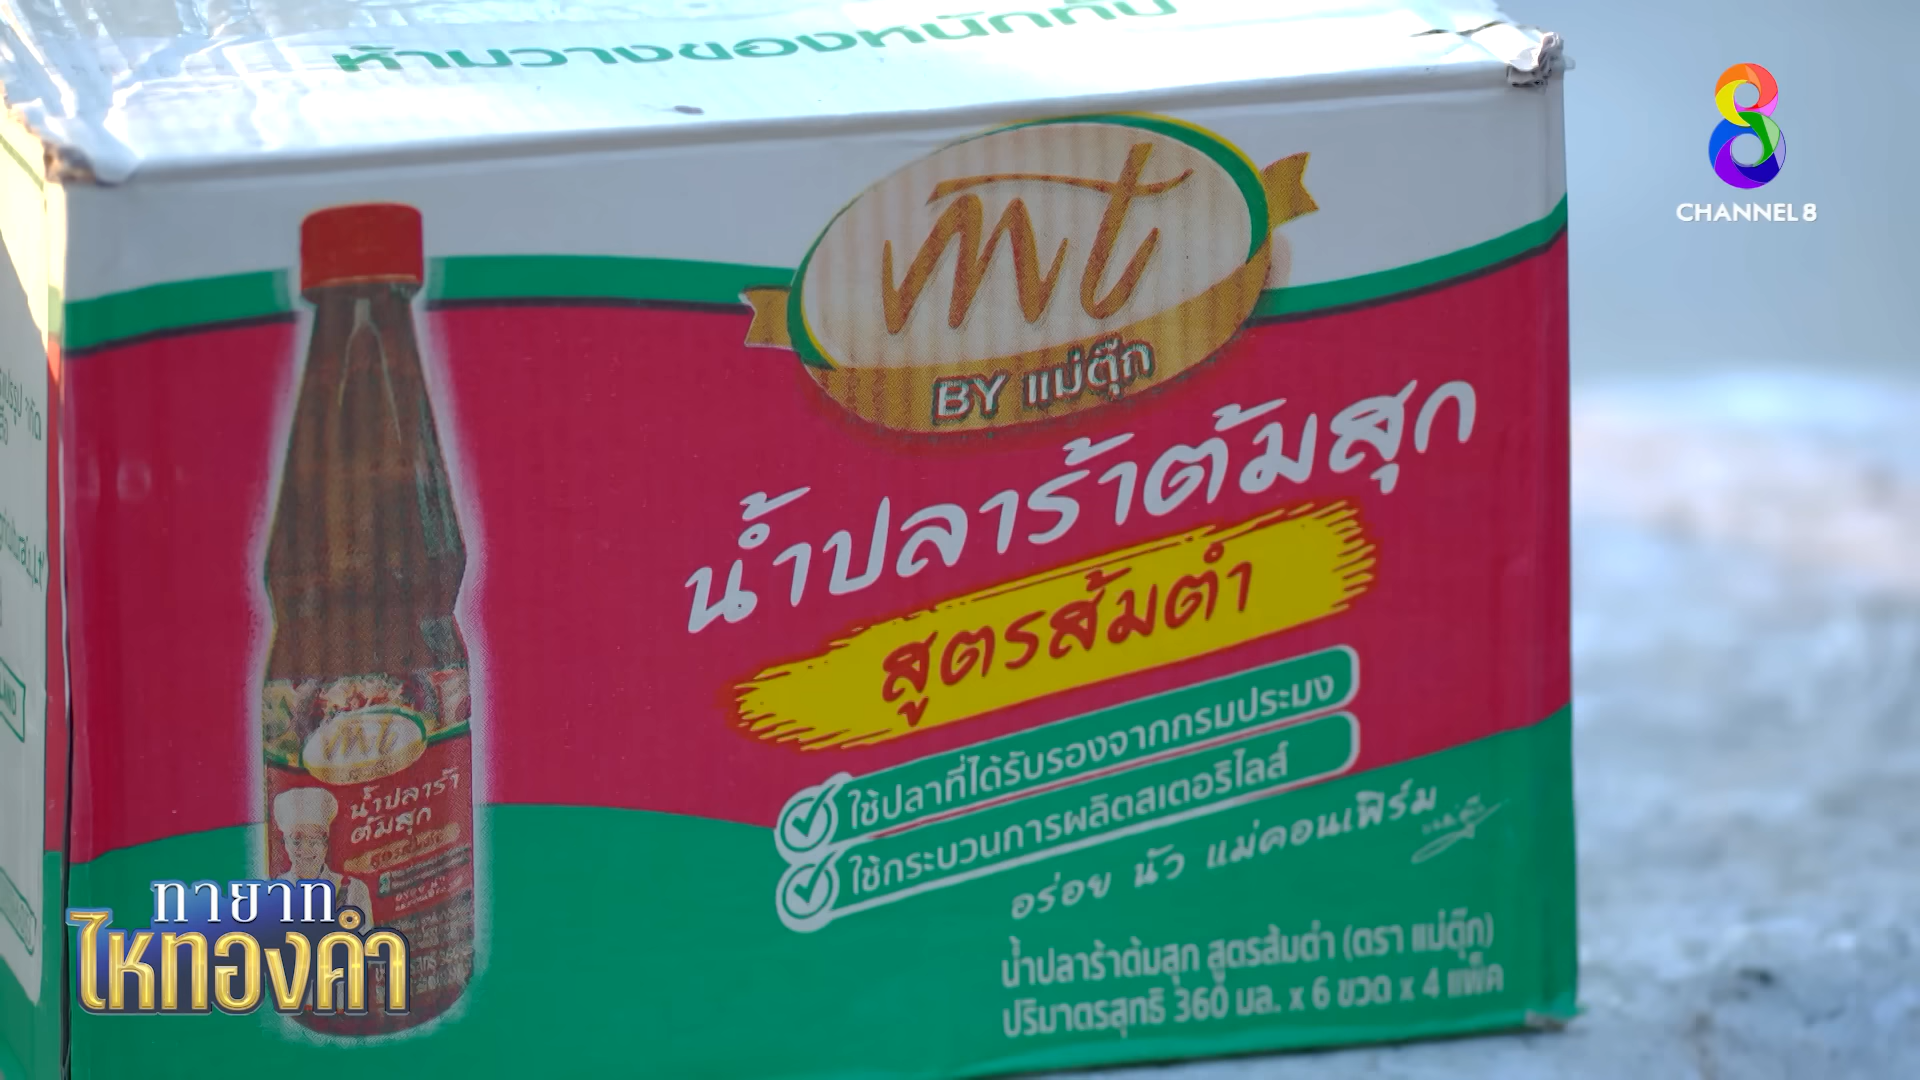 ห้ามวางของหนักทับ
CHANNEL 8
mt
BY แม่ตุ๊ก
น้ำปลาร้าต้มสุก
สูตรส้มตำ
ใช้ปลาที่ได้รับรองจากกรมประมง
ใช้กระบวนการผลิตสเตอริไลส์
อร่อย นัว แม่คอนเฟิร์ม
น้ำปลาร้าต้มสุก สูตรส้มตำ (ตรา แม่ตุ๊ก)
ปริมาตรสุทธิ 360 มล. x 6 ขวด x 4 แพ็ค
mt
น้ำปลาร้า
ต้มสุก
ทายาท
ไหทองคำ